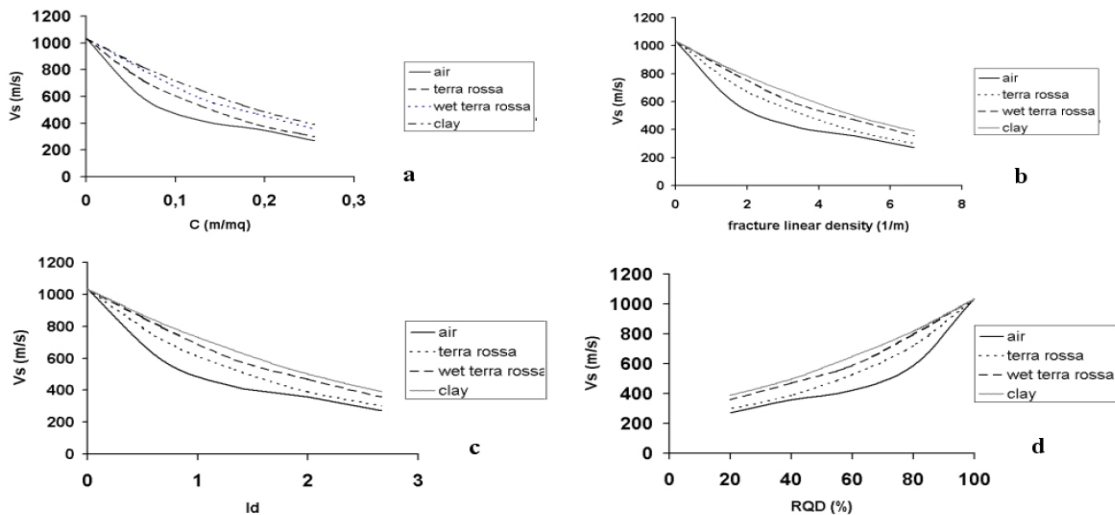 1200
1000
800
600
400
200
0
Vs (m/s)
0 0,1 0,2 0,3
C (m/mq)
air
terra rossa
wet terra rossa
clay
a
1200
1000
800
600
400
200
0
Vs (m/s)
0 2 4 6 8
fracture linear density (1/m)
air
terra rossa
wet terra rossa
clay
b
1200
1000
800
600
400
200
0
Vs (m/s)
0 1 2 3
Id
air
terra rossa
wet terra rossa
clay
c
1200
1000
800
600
400
200
0
Vs (m/s)
0 20 40 60 80 100
RQD (%)
air
terra rossa
wet terra rossa
clay
d